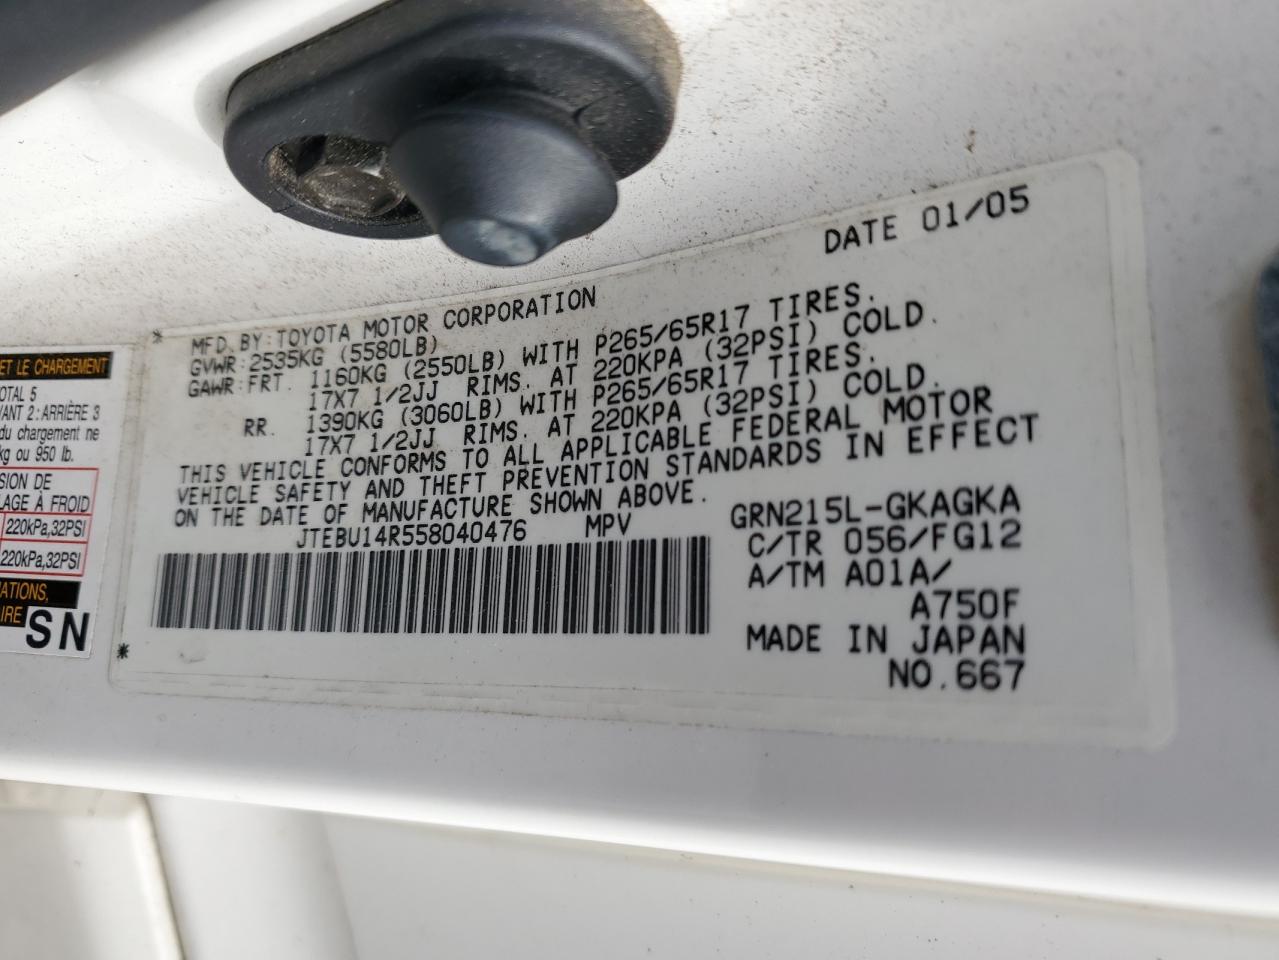 DATE 01/05
MFD. BY: TOYOTA MOTOR CORPORATION
GVWR: 2535KG (5580LB)
GAWR: FRT. 1160KG (2550LB) WITH P265/65R17 TIRES.
17X7 1/2JJ RIMS. AT 220KPA (32PSI) COLD.
RR. 1390KG (3060LB) WITH P265/65R17 TIRES.
17X7 1/2JJ RIMS. AT 220KPA (32PSI) COLD.
THIS VEHICLE CONFORMS TO ALL APPLICABLE FEDERAL MOTOR
VEHICLE SAFETY AND THEFT PREVENTION STANDARDS IN EFFECT
ON THE DATE OF MANUFACTURE SHOWN ABOVE.
JTEBU14R558040476 MPV
GRN215L-GKAGKA
C/TR 056/FG12
A/TM A01A/
A750F
MADE IN JAPAN
NO.667
ET LE CHARGEMENT
OTAL 5
VANT 2: ARRIÈRE 3
du chargement ne
kg ou 950 lb.
SION DE
LAGE À FROID
220kPa,32PSI
220kPa,32PSI
ATIONS,
IRE
SN